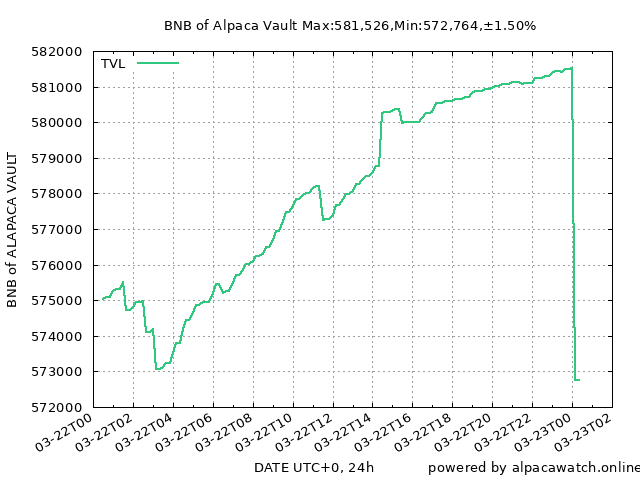 BNB of Alpaca Vault Max:581,526,Min:572,764,±1.50%
TVL
582000
581000
580000
579000
578000
577000
576000
575000
574000
573000
572000
BNB of ALAPACA VAULT
03-22T00
03-22T02
03-22T04
03-22T06
03-22T08
03-22T10
03-22T12
03-22T14
03-22T16
03-22T18
03-22T20
03-22T22
03-23T00
03-23T02
DATE UTC+0, 24h
powered by alpacawatch.online